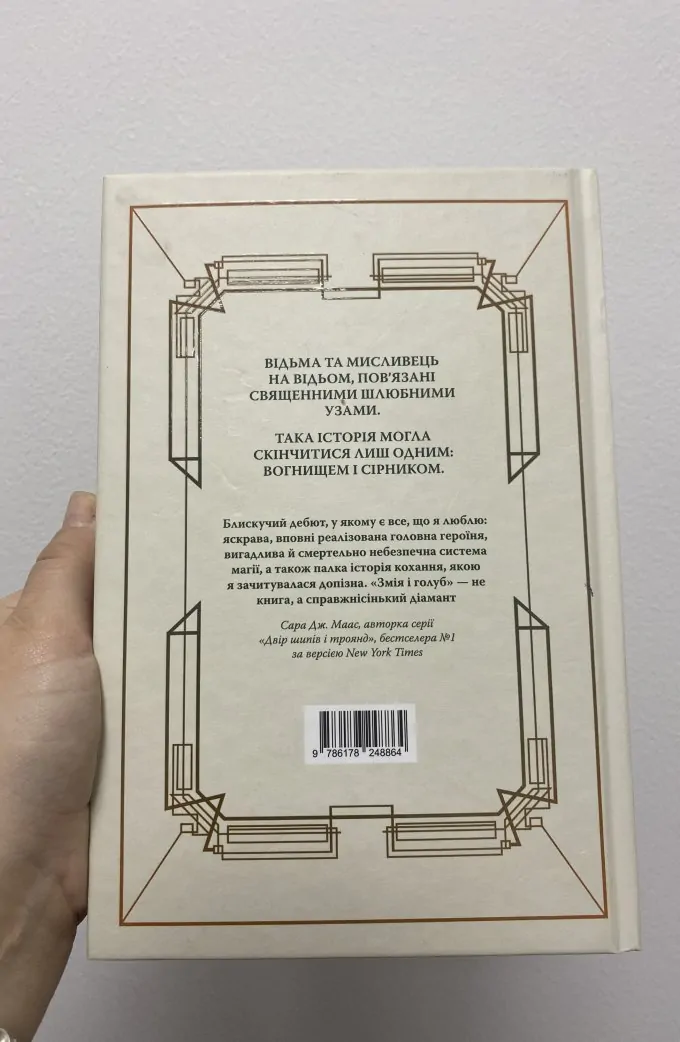 ВІДЬМА ТА МИСЛИВЕЦЬ
НА ВІДЬОМ, ПОВ'ЯЗАНІ
СВЯЩЕННИМИ ШЛЮБНИМИ
УЗАМИ.
ТАКА ІСТОРІЯ МОГЛА
СКІНЧИТИСЯ ЛИШ ОДНИМ:
ВОГНИЩЕМ І СІРНИКОМ.
Блискучий дебют, у якому є все, що я люблю:
яскрава, вповні реалізована головна героїня,
вигадлива й смертельно небезпечна система
магії, а також палка історія кохання, якою
я зачитувалася допізна. «Змія і голуб» — не
книга, а справжнісінький діамант
Сара Дж. Маас, авторка серії
«Двір шипів і троянд», бестселера №1
за версією New York Times
9 786178 248864